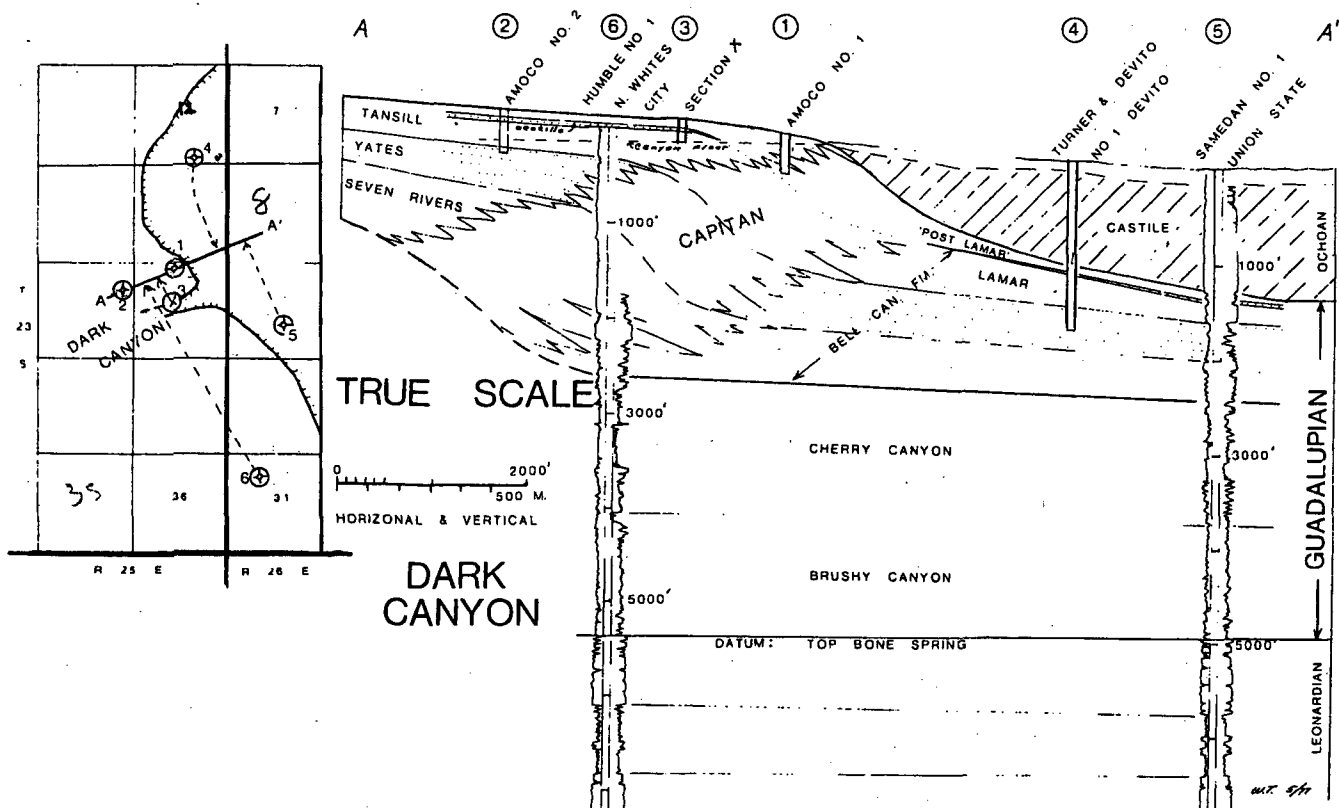 A
② ⑥ ③ ① ④ ⑤
A'
AMOCO NO. 2
HUMBLE NO. 1
N. WHITES
CITY
SECTION X
AMOCO NO. 1
TURNER & DEVITO
NO. 1 DEVITO
SAMEDAN NO. 1
UNION STATE
TANSILL
YATES
SEVEN RIVERS
CAPITAN
1000'
3000'
5000'
POST LAMAR
LAMAR
BELL CAN. FM.
CASTILE
1000'
3000'
5000'
OCHOAN
GUADALUPIAN
LEONARDIAN
CHERRY CANYON
BRUSHY CANYON
DATUM: TOP BONE SPRING
TRUE SCALE
0 2000'
500 M.
HORIZONAL & VERTICAL
DARK
CANYON
12
7
4
8
A'
1
A
2
3
DARK
CANYON
5
6
35
36
31
T
23
S
R 25 E
R 26 E
W.T. 5/77